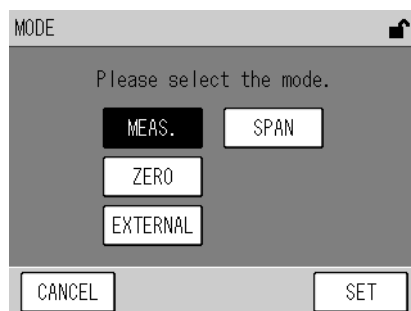 MODE
Please select the mode.
MEAS. SPAN
ZERO
EXTERNAL
CANCEL SET